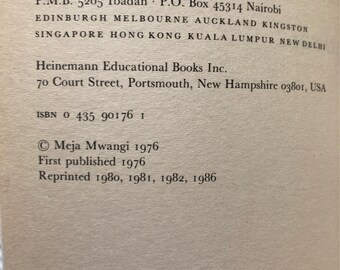 P.M.B. 5205 Ibadan · P.O. Box 45314 Nairobi
EDINBURGH MELBOURNE AUCKLAND KINGSTON
SINGAPORE HONG KONG KUALA LUMPUR NEW DELHI
Heinemann Educational Books Inc.
70 Court Street, Portsmouth, New Hampshire 03801, USA
ISBN 0 435 90176 1
© Meja Mwangi 1976
First published 1976
Reprinted 1980, 1981, 1982, 1986